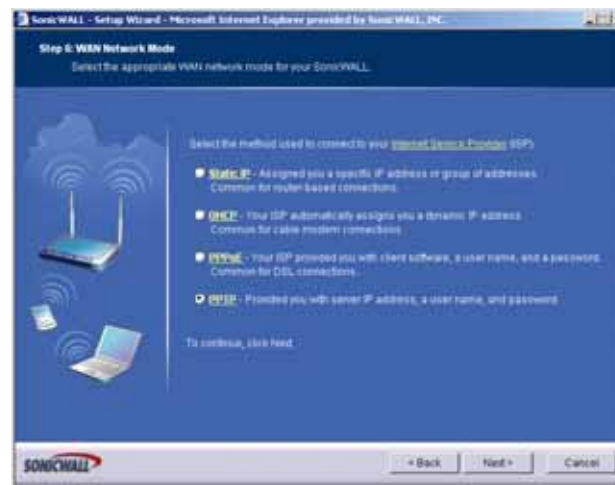 SonicWALL - Setup Wizard - Microsoft Internet Explorer provided by SonicWALL, INC.
Step 6: WAN Network Mode
Select the appropriate WAN network mode for your SonicWALL.
Select the method used to connect to your Internet Service Provider (ISP):
Static IP - Assigned you a specific IP address or group of addresses.
Common for router-based connections.
DHCP - Your ISP automatically assigns you a dynamic IP address.
Common for cable modem connections.
PPPoE - Your ISP provided you with client software, a user name, and a password.
Common for DSL connections.
PPTP - Provided you with server IP address, a user name, and password.
To continue, click Next.
SONICWALL
< Back
Next >
Cancel